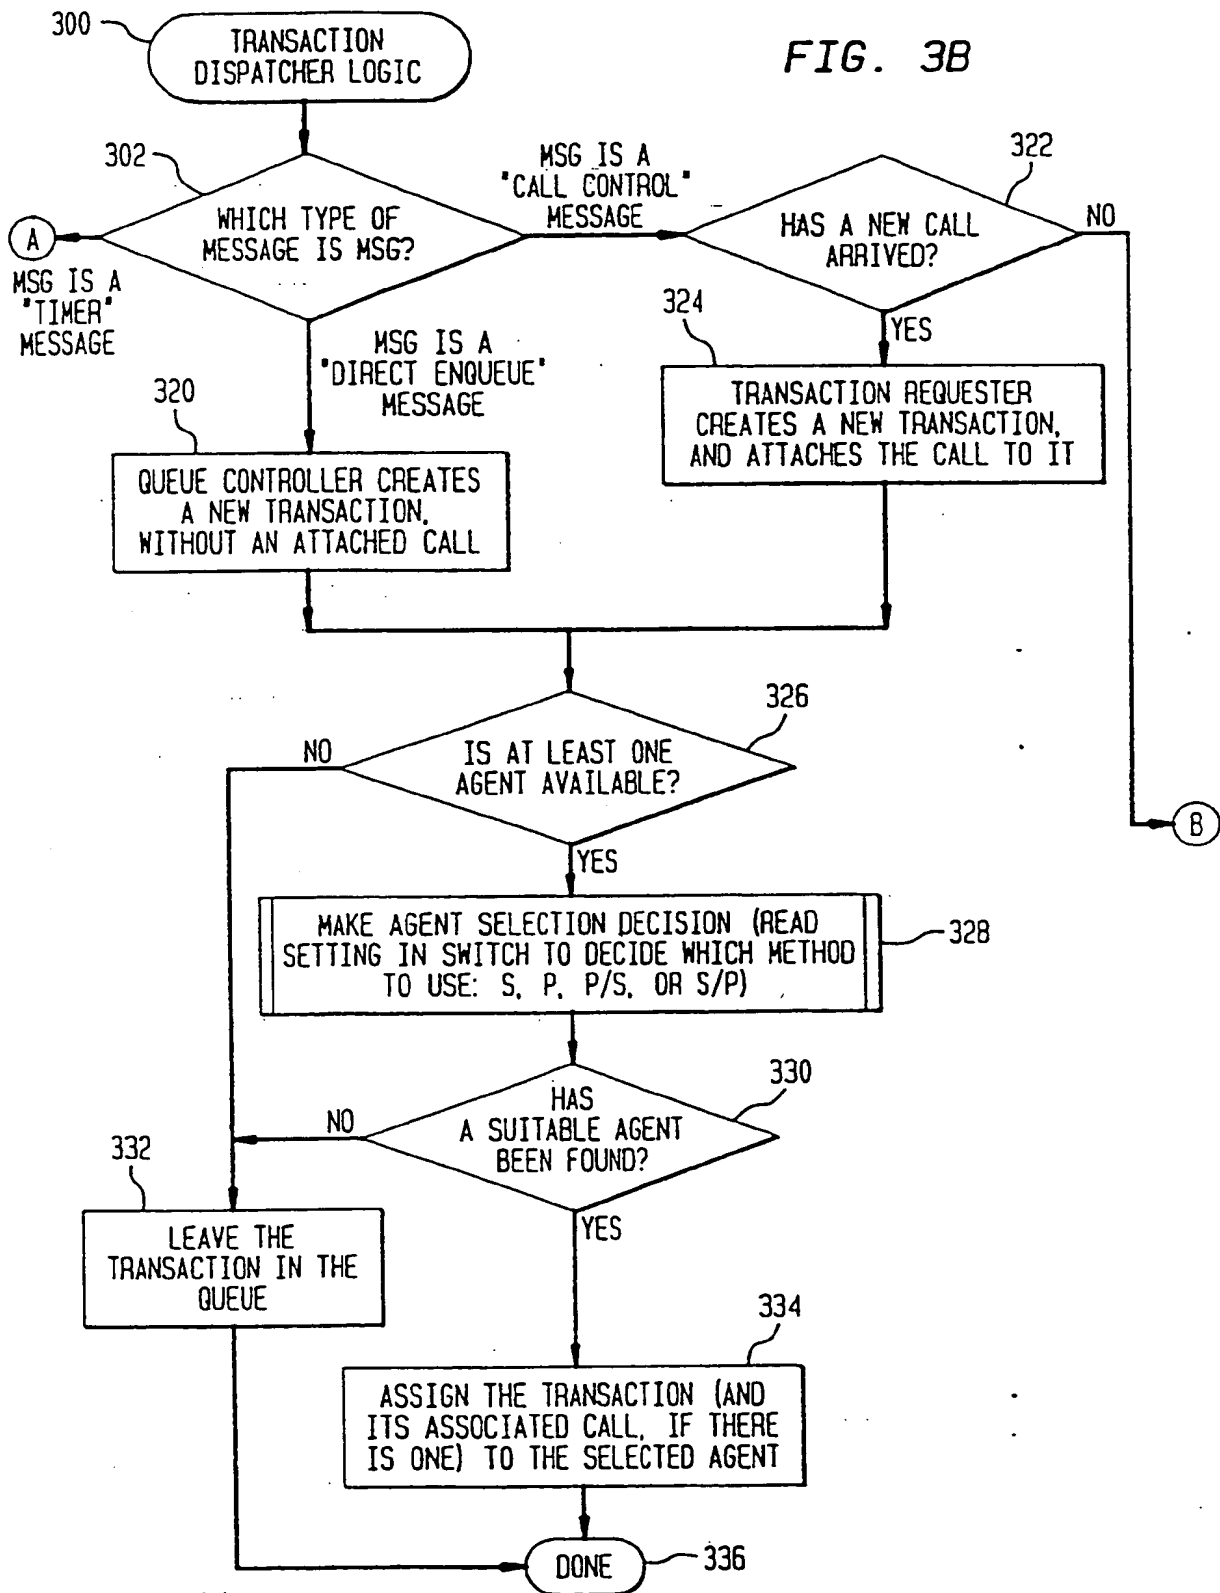 FIG. 3B
300
TRANSACTION
DISPATCHER LOGIC
302
WHICH TYPE OF
MESSAGE IS MSG?
A
MSG IS A
"TIMER"
MESSAGE
MSG IS A
"CALL CONTROL"
MESSAGE
322
HAS A NEW CALL
ARRIVED?
NO
MSG IS A
"DIRECT ENQUEUE"
MESSAGE
324
YES
320
QUEUE CONTROLLER CREATES
A NEW TRANSACTION,
WITHOUT AN ATTACHED CALL
TRANSACTION REQUESTER
CREATES A NEW TRANSACTION,
AND ATTACHES THE CALL TO IT
326
IS AT LEAST ONE
AGENT AVAILABLE?
NO
YES
B
MAKE AGENT SELECTION DECISION (READ
SETTING IN SWITCH TO DECIDE WHICH METHOD
TO USE: S, P, P/S, OR S/P)
328
330
HAS
A SUITABLE AGENT
BEEN FOUND?
NO
YES
332
LEAVE THE
TRANSACTION IN THE
QUEUE
334
ASSIGN THE TRANSACTION (AND
ITS ASSOCIATED CALL, IF THERE
IS ONE) TO THE SELECTED AGENT
DONE
336